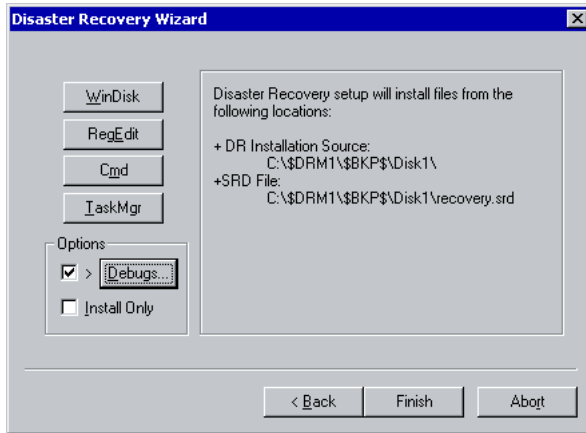 Disaster Recovery Wizard
WinDisk
RegEdit
Cmd
TaskMgr
Options
> Debugs...
Install Only
Disaster Recovery setup will install files from the
following locations:
+ DR Installation Source:
C:\$DRM1\$BKP$\Disk1\
+SRD File:
C:\$DRM1\$BKP$\Disk1\recovery.srd
< Back
Finish
Abort